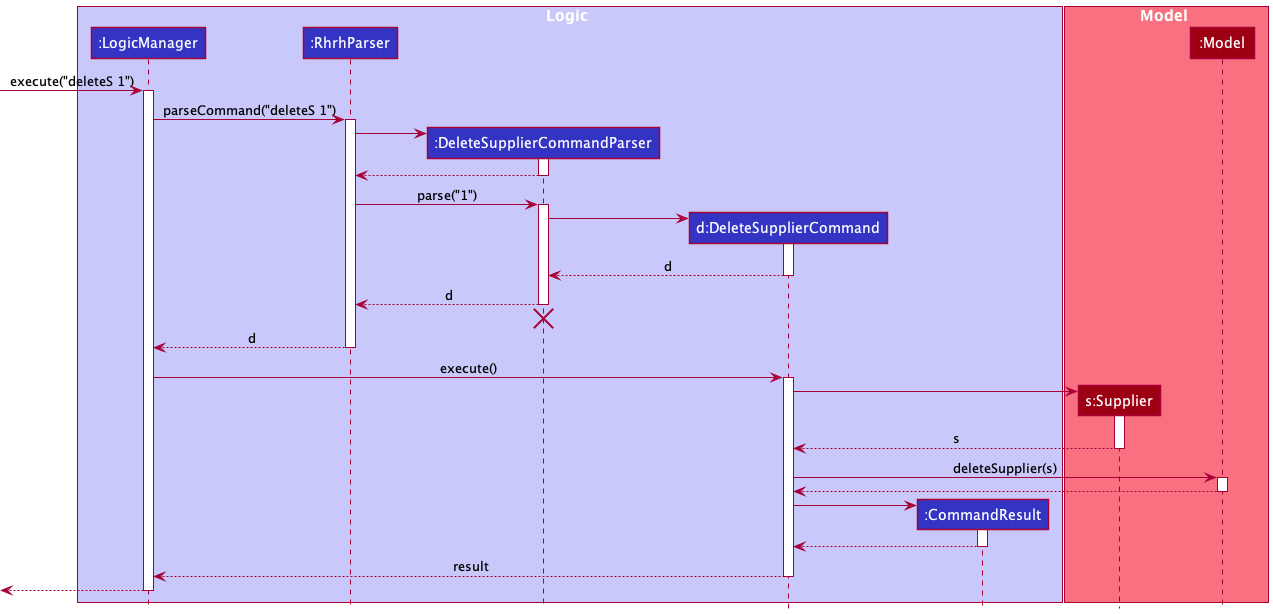 Logic
Model
:LogicManager
:RhrhParser
:Model
execute("deleteS 1")
parseCommand("deleteS 1")
:DeleteSupplierCommandParser
parse("1")
d:DeleteSupplierCommand
d
d
d
execute()
s:Supplier
s
deleteSupplier(s)
:CommandResult
result